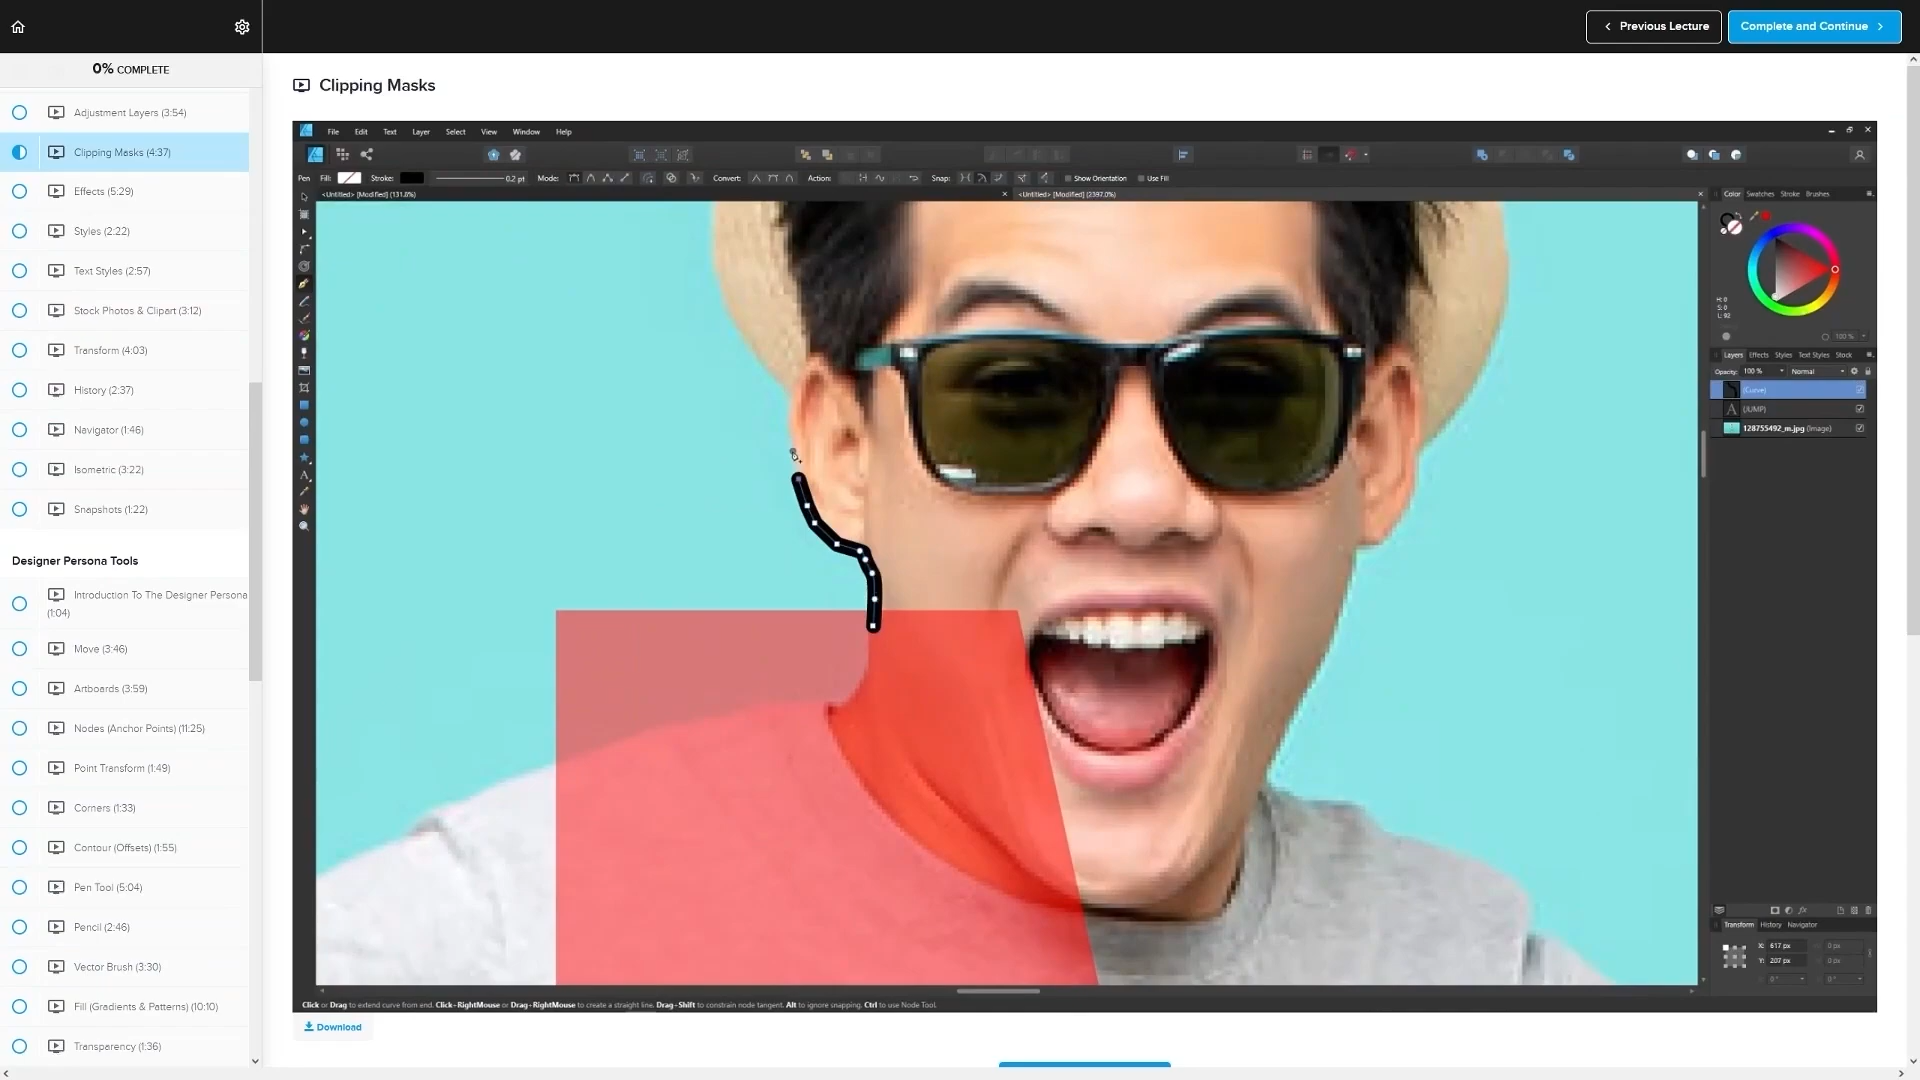 Previous Lecture
Complete and Continue
0% COMPLETE
Adjustment Layers (3:54)
Clipping Masks (4:37)
Effects (5:29)
Styles (2:22)
Text Styles (2:57)
Stock Photos & Clipart (3:12)
Transform (4:03)
History (2:37)
Navigator (1:46)
Isometric (3:22)
Snapshots (1:22)
Designer Persona Tools
Introduction To The Designer Persona
(1:04)
Move (3:46)
Artboards (3:59)
Nodes (Anchor Points) (11:25)
Point Transform (1:49)
Corners (1:33)
Contour (Offsets) (1:55)
Pen Tool (5:04)
Pencil (2:46)
Vector Brush (3:30)
Fill (Gradients & Patterns) (10:10)
Transparency (1:36)
Clipping Masks
File Edit Text Layer Select View Window Help
Pen Fill: Stroke: 0.2 pt Mode: Convert: Action: Snap: Show Orientation Use Fill
<Untitled> [Modified] (131.8%)
<Untitled> [Modified] (2397.0%)
Color Swatches Stroke Brushes
H: 0
S: 0
L: 92
100 %
Layers Effects Styles Text Styles Stock
Opacity: 100 % Normal
(Curve)
(JUMP)
128755492_m.jpg (Image)
Transform History Navigator
X: 617 px 0 px
Y: 207 px 0 px
0 ° 0 °
Click or Drag to extend curve from end. Click+RightMouse or Drag+RightMouse to create a straight line. Drag+Shift to constrain node tangent. Alt to ignore snapping. Ctrl to use Node Tool.
Download